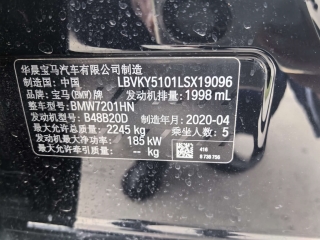 华晨宝马汽车有限公司制造
制造国：中国 LBVKY5101LSX19096
品牌：宝马(BMW)牌 发动机排量：1998 mL
整车型号：BMW7201HN
发动机型号：B48B20D 制造年月：2020-04
最大允许总质量：2245 kg 乘坐人数：5
发动机最大净功率：185 kW
最大允许牵引质量：-- kg
416
9 736 756